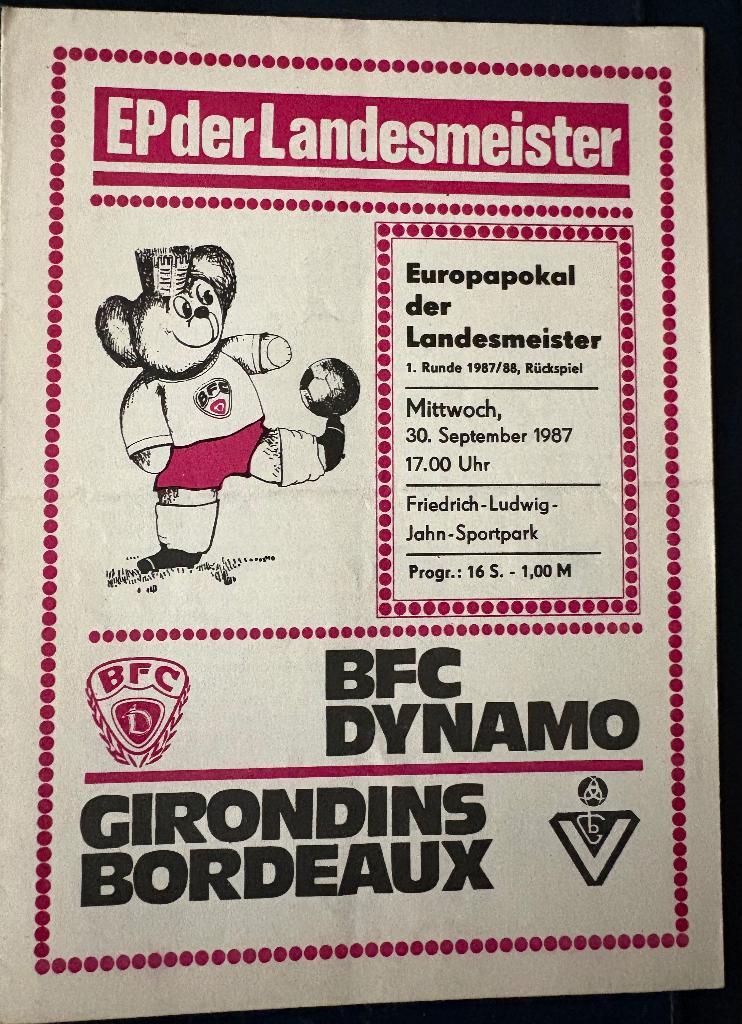 EP der Landesmeister
BFC
Europapokal
der
Landesmeister
1. Runde 1987/88, Rückspiel
Mittwoch,
30. September 1987
17.00 Uhr
Friedrich-Ludwig-
Jahn-Sportpark
Progr.: 16 S. - 1,00 M
BFC
D
BFC
DYNAMO
GIRONDINS
BORDEAUX